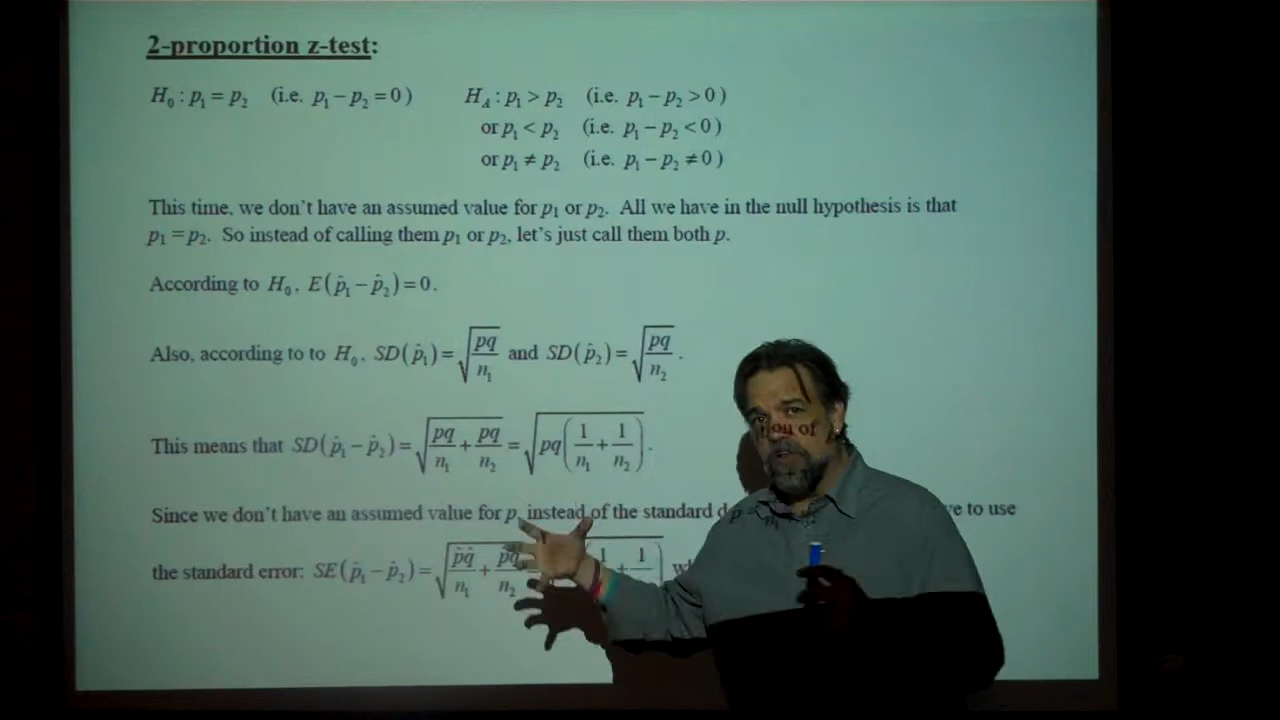 2-proportion z-test:
H₀ : p₁ = p₂ (i.e. p₁ − p₂ = 0) H_A : p₁ > p₂ (i.e. p₁ − p₂ > 0)
or p₁ < p₂ (i.e. p₁ − p₂ < 0)
or p₁ ≠ p₂ (i.e. p₁ − p₂ ≠ 0)
This time, we don't have an assumed value for p₁ or p₂. All we have in the null hypothesis is that
p₁ = p₂. So instead of calling them p₁ or p₂, let's just call them both p.
According to H₀, E(p̂₁ − p̂₂) = 0.
Also, according to to H₀, SD(p̂₁) = √(pq/n₁) and SD(p̂₂) = √(pq/n₂).
This means that SD(p̂₁ − p̂₂) = √(pq/n₁ + pq/n₂) = √(pq(1/n₁ + 1/n₂)).
Since we don't have an assumed value for p, instead of the standard to use
the standard error: SE(p̂₁ − p̂₂) = √(p̂q̂/n₁ + p̂q̂/n₂